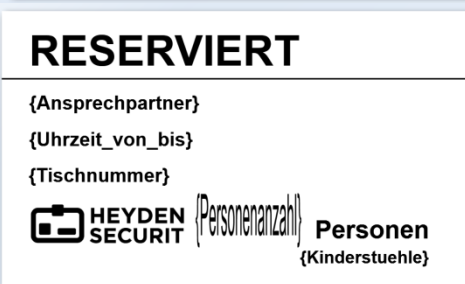 RESERVIERT
{Ansprechpartner}
{Uhrzeit_von_bis}
{Tischnummer}
HEYDEN
SECURIT
{Personenanzahl} Personen
{Kinderstuehle}